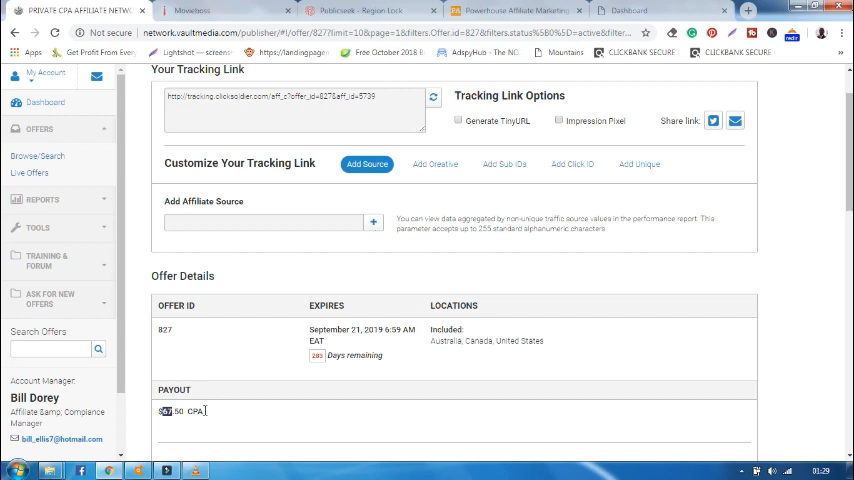 PRIVATE CPA AFFILIATE NETW
Movieboss
Publicseek - Region Lock
Powerhouse Affiliate Marketing
Dashboard
Not secure
network.vaultmedia.com/publisher/#!/offer/827?limit=10&page=1&filters.Offer.id=827&filters.status%5B0%5D=active&filter...
Apps
Get Profit From Every
Lightshot — screensh
https://landingpagen
Free October 2018 B
AdspyHub - The NO.
Mountains
CLICKBANK SECURE
CLICKBANK SECURE
My Account
Dashboard
OFFERS
Browse/Search
Live Offers
REPORTS
TOOLS
TRAINING &
FORUM
ASK FOR NEW
OFFERS
Search Offers
Account Manager:
Bill Dorey
Affiliate &amp; Compliance
Manager
bill_ellis7@hotmail.com
Your Tracking Link
http://tracking.clicksoldier.com/aff_c?offer_id=827&aff_id=5739
Tracking Link Options
Generate TinyURL
Impression Pixel
Share link:
Customize Your Tracking Link
Add Source
Add Creative
Add Sub IDs
Add Click ID
Add Unique
Add Affiliate Source
You can view data aggregated by non-unique traffic source values in the performance report. This
parameter accepts up to 255 standard alphanumeric characters.
Offer Details
OFFER ID
EXPIRES
LOCATIONS
827
September 21, 2019 6:59 AM
EAT
283 Days remaining
Included:
Australia, Canada, United States
PAYOUT
$67.50 CPA
01:29